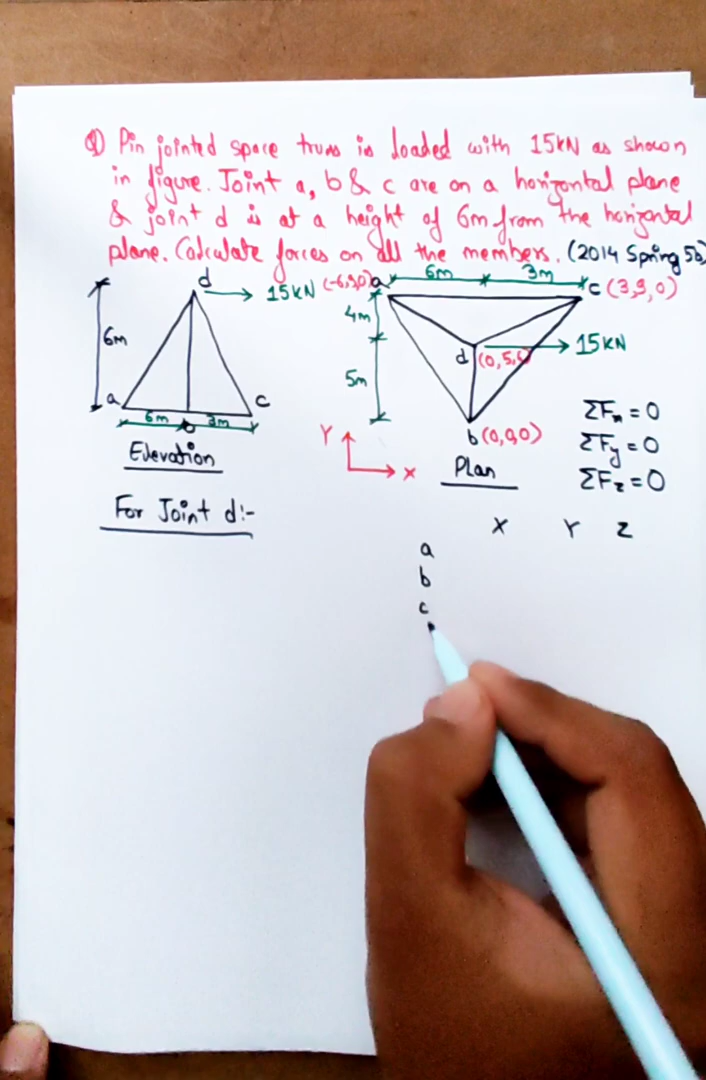 Q) Pin jointed space truss is loaded with 15KN as shown
in figure. Joint a, b & c are on a horizontal plane
& joint d is at a height of 6m from the horizontal
plane. Calculate forces on all the members. (2014 Spring 5b)
d
15KN
6m
a
c
6m
3m
b
Elevation
(-6,9,0) a
6m
3m
c (3,9,0)
4m
5m
d
(0,5,6)
15KN
b (0,0,0)
Y
X
Plan
ΣFx = 0
ΣFy = 0
ΣFz = 0
For Joint d:-
X Y Z
a
b
c